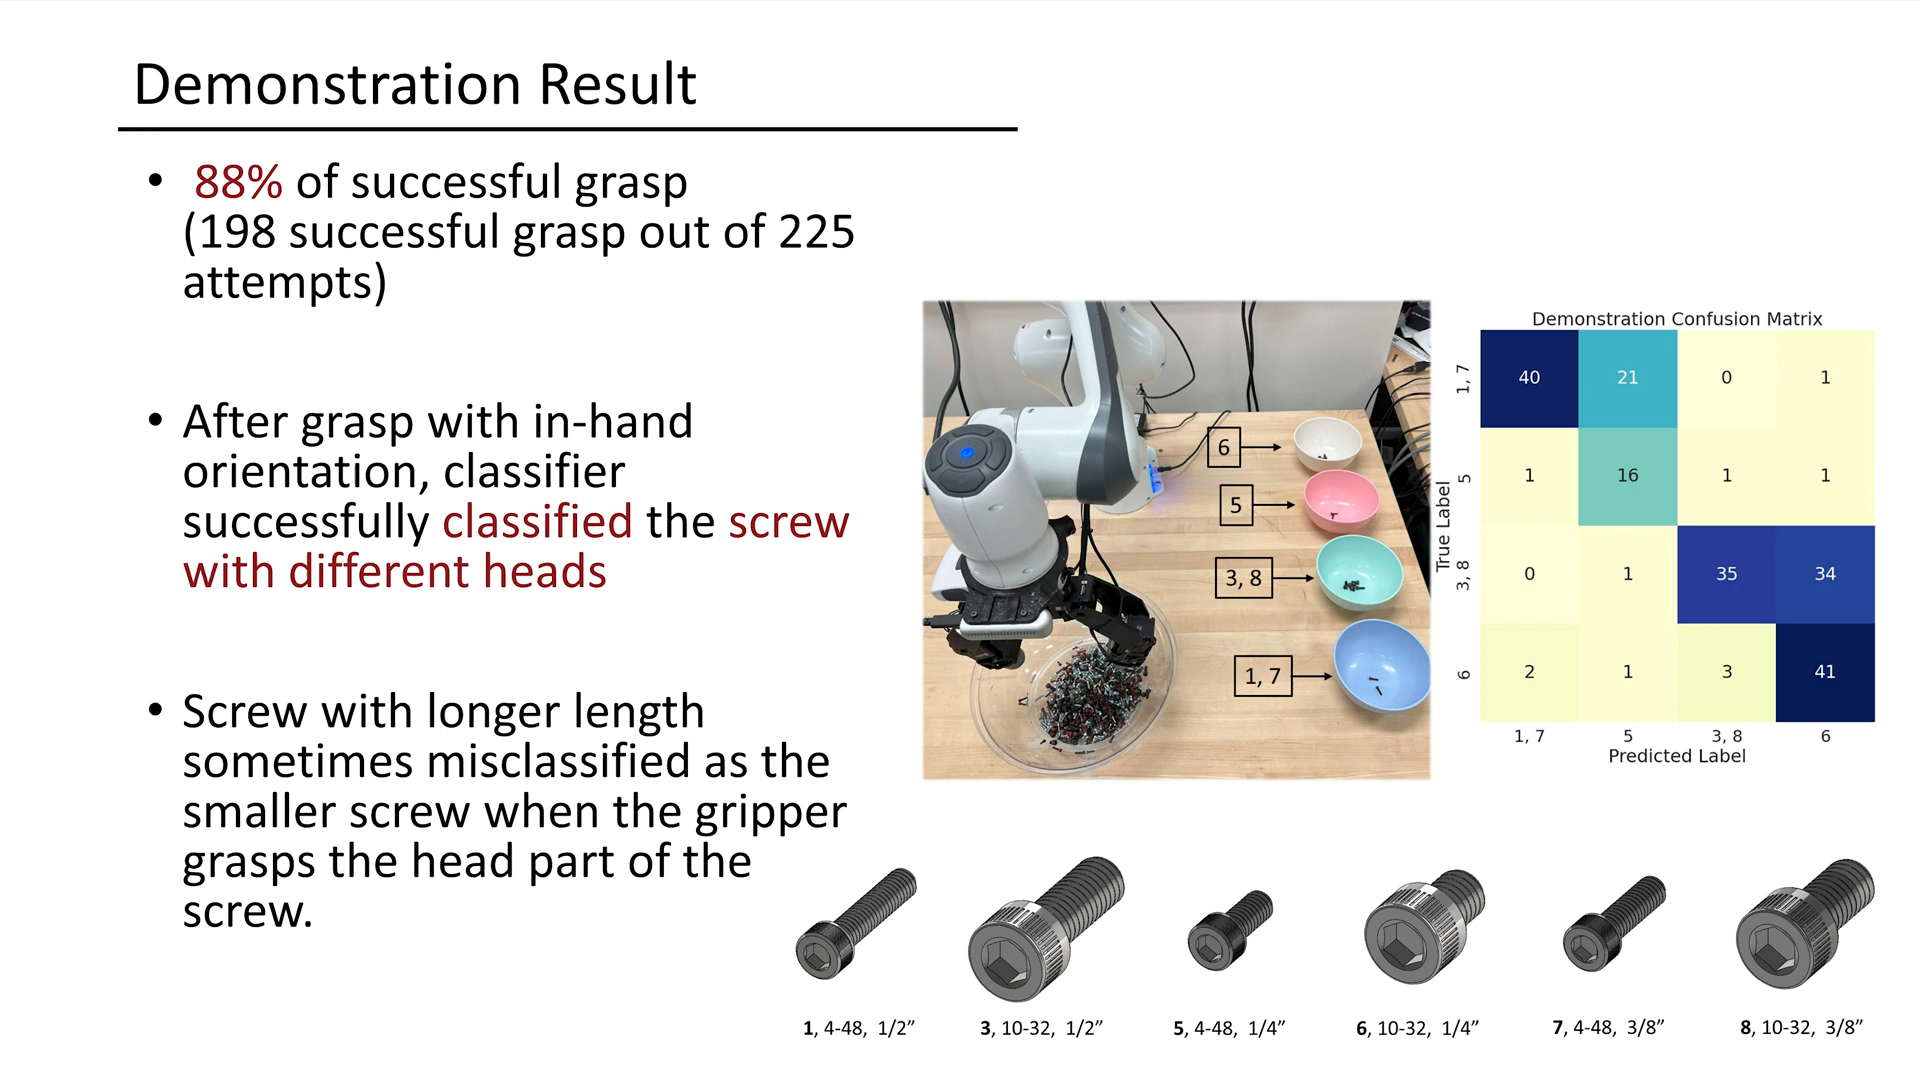 Demonstration Result
• 88% of successful grasp
(198 successful grasp out of 225
attempts)
• After grasp with in-hand
orientation, classifier
successfully classified the screw
with different heads
• Screw with longer length
sometimes misclassified as the
smaller screw when the gripper
grasps the head part of the
screw.
6
5
3, 8
1, 7
Demonstration Confusion Matrix
True Label
1, 7 40 21 0 1
5 1 16 1 1
3, 8 0 1 35 34
6 2 1 3 41
1, 7 5 3, 8 6
Predicted Label
1, 4-48, 1/2”
3, 10-32, 1/2”
5, 4-48, 1/4”
6, 10-32, 1/4”
7, 4-48, 3/8”
8, 10-32, 3/8”